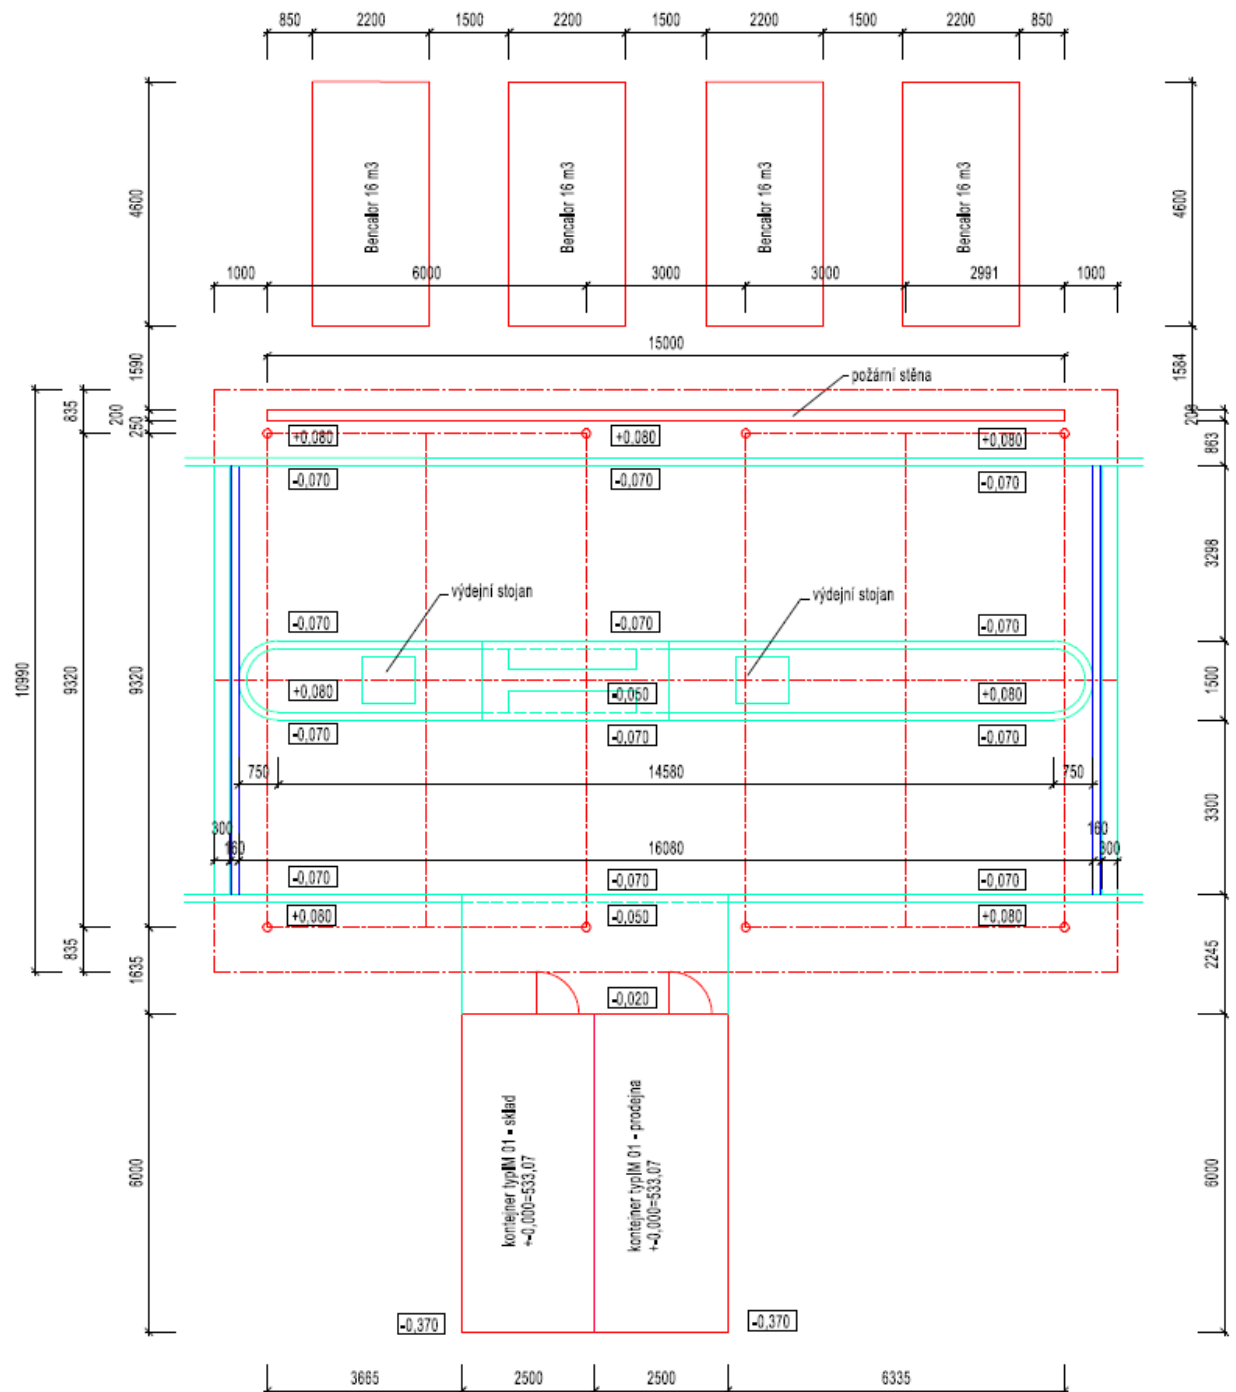 850 2200 1500 2200 1500 2200 1500 2200 850
4600
Bencalor 16 m3
Bencalor 16 m3
Bencalor 16 m3
Bencalor 16 m3
4600
1000 6000 3000 3000 2991 1000
1590
15000
1584
požární stěna
835
200
250
200
863
+0,080 +0,080 +0,080
-0,070 -0,070 -0,070
3298
výdejní stojan
výdejní stojan
-0,070 -0,070 -0,070
10990
9320
9320
+0,080 -0,050 +0,080
1500
-0,070 -0,070 -0,070
750 14580 750
3300
300 160
160 16080 300
-0,070 -0,070 -0,070
+0,080 -0,050 +0,080
835
1635
2245
-0,020
6000
kontejner typIM 01 - sklad
+-0,000=533,07
kontejner typIM 01 - prodejna
+-0,000=533,07
6000
-0,370 -0,370
3665 2500 2500 6335